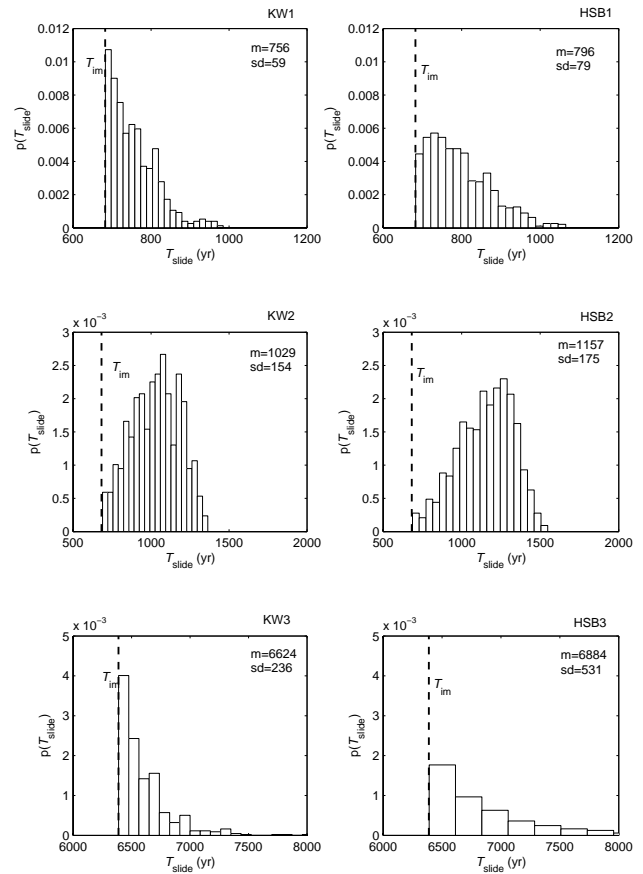 KW1
0.012
0.01
0.008
0.006
0.004
0.002
0
T_im
m=756
sd=59
p(T_slide)
600
800
1000
1200
T_slide (yr)
HSB1
0.012
0.01
0.008
0.006
0.004
0.002
0
T_im
m=796
sd=79
p(T_slide)
600
800
1000
1200
T_slide (yr)
KW2
x 10^-3
3
2.5
2
1.5
1
0.5
0
T_im
m=1029
sd=154
p(T_slide)
500
1000
1500
2000
T_slide (yr)
HSB2
x 10^-3
3
2.5
2
1.5
1
0.5
0
T_im
m=1157
sd=175
p(T_slide)
500
1000
1500
2000
T_slide (yr)
KW3
x 10^-3
5
4
3
2
1
0
T_im
m=6624
sd=236
p(T_slide)
6000
6500
7000
7500
8000
T_slide (yr)
HSB3
x 10^-3
5
4
3
2
1
0
T_im
m=6884
sd=531
p(T_slide)
6000
6500
7000
7500
8000
T_slide (yr)